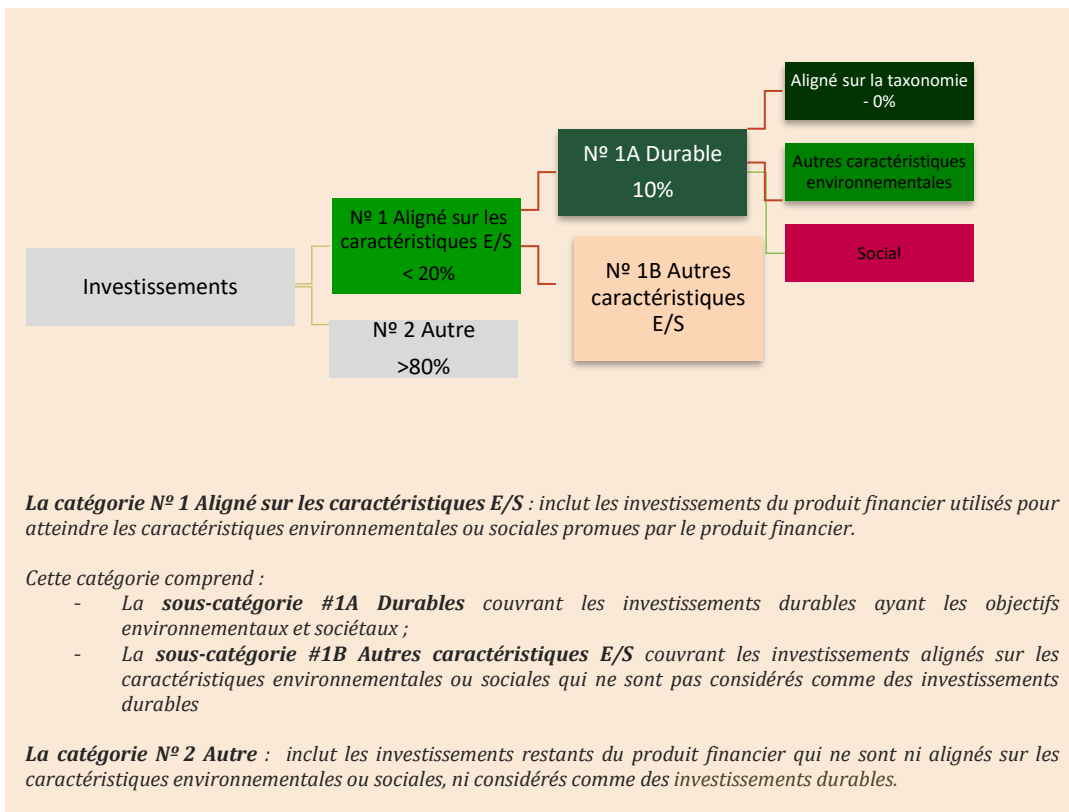 Aligné sur la taxonomie
- 0%
Nº 1A Durable
10%
Autres caractéristiques
environnementales
Nº 1 Aligné sur les
caractéristiques E/S
< 20%
Social
Nº 1B Autres
caractéristiques
E/S
Investissements
Nº 2 Autre
>80%
La catégorie Nº 1 Aligné sur les caractéristiques E/S : inclut les investissements du produit financier utilisés pour
atteindre les caractéristiques environnementales ou sociales promues par le produit financier.
Cette catégorie comprend :
- La sous-catégorie #1A Durables couvrant les investissements durables ayant les objectifs
environnementaux et sociétaux ;
- La sous-catégorie #1B Autres caractéristiques E/S couvrant les investissements alignés sur les
caractéristiques environnementales ou sociales qui ne sont pas considérés comme des investissements
durables
La catégorie Nº 2 Autre : inclut les investissements restants du produit financier qui ne sont ni alignés sur les
caractéristiques environnementales ou sociales, ni considérés comme des investissements durables.